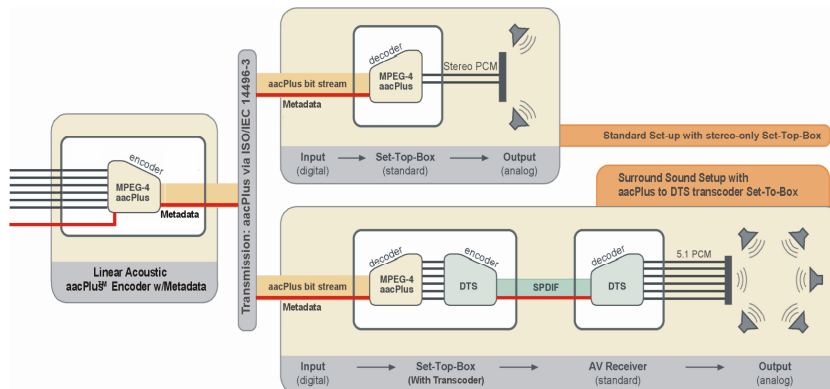 encoder
MPEG-4
aacPlus
Metadata
Linear Acoustic
aacPlusš™ Encoder w/Metadata
Transmission: aacPlus via ISO/IEC 14496-3
aacPlus bit stream
Metadata
decoder
MPEG-4
aacPlus
Stereo PCM
Input
(digital)
Set-Top-Box
(standard)
Output
(analog)
Standard Set-up with stereo-only Set-Top-Box
Surround Sound Setup with
aacPlus to DTS transcoder Set-To-Box
aacPlus bit stream
Metadata
decoder
MPEG-4
aacPlus
encoder
DTS
SPDIF
decoder
DTS
5.1 PCM
Input
(digital)
Set-Top-Box
(With Transcoder)
AV Receiver
(standard)
Output
(analog)